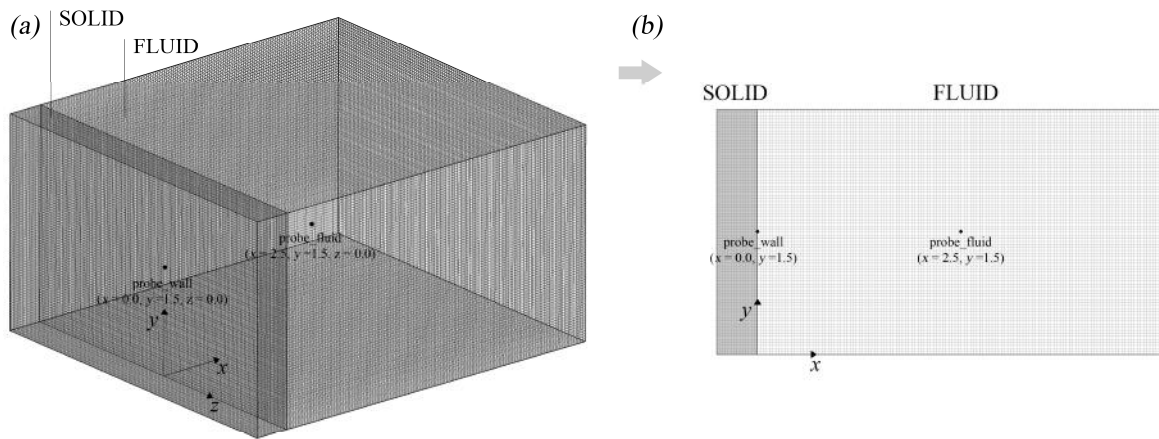 (a)
SOLID
FLUID
probe_fluid
(x = 2.5, y =1.5, z = 0.0)
probe_wall
(x = 0.0, y =1.5, z = 0.0)
y
x
z
(b)
SOLID
FLUID
probe_wall
(x = 0.0, y =1.5)
probe_fluid
(x = 2.5, y =1.5)
y
x